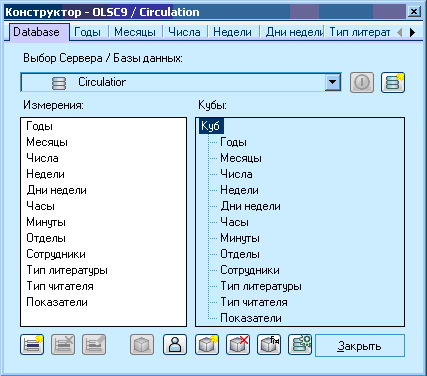 Конструктор - OLSC9 / Circulation
Database Годы Месяцы Числа Недели Дни недели Тип литерат
Выбор Сервера / Базы данных:
Circulatior
Измерения: Кубы:
Годы
Месяцы
Числа
Недели
Дни недели
Часы
Минуты
Отделы
Сотрудники
Тип литературы
Тип читателя
Показатели
Куб
Годы
Месяцы
Числа
Недели
Дни недели
Часы
Минуты
Отделы
Сотрудники
Тип литературы
Тип читателя
Показатели
Закрыть